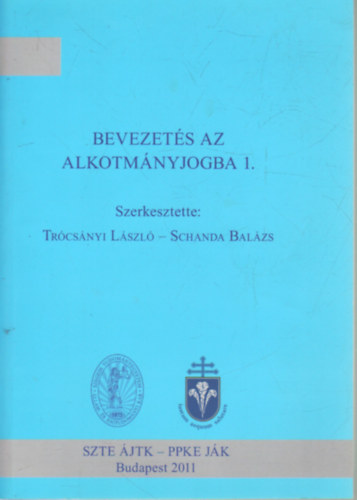 BEVEZETÉS AZ
ALKOTMÁNYJOGBA 1.
Szerkesztette:
TRÓCSÁNYI LÁSZLÓ – SCHANDA BALÁZS
SZTE ÁJTK – PPKE JÁK
Budapest 2011